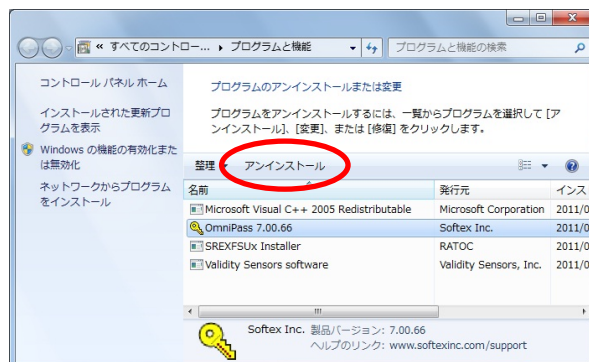 « すべてのコントロー... ▸ プログラムと機能
プログラムと機能の検索
コントロール パネル ホーム
インストールされた更新プロ
グラムを表示
Windows の機能の有効化また
は無効化
ネットワークからプログラム
をインストール
プログラムのアンインストールまたは変更
プログラムをアンインストールするには、一覧からプログラムを選択して [ア
ンインストール]、[変更]、または [修復] をクリックします。
整理 アンインストール
名前 発行元 インス
Microsoft Visual C++ 2005 Redistributable Microsoft Corporation 2011/0
OmniPass 7.00.66 Softex Inc. 2011/0
SREXFSUx Installer RATOC 2011/0
Validity Sensors software Validity Sensors, Inc. 2011/0
Softex Inc. 製品バージョン: 7.00.66
ヘルプのリンク: www.softexinc.com/support